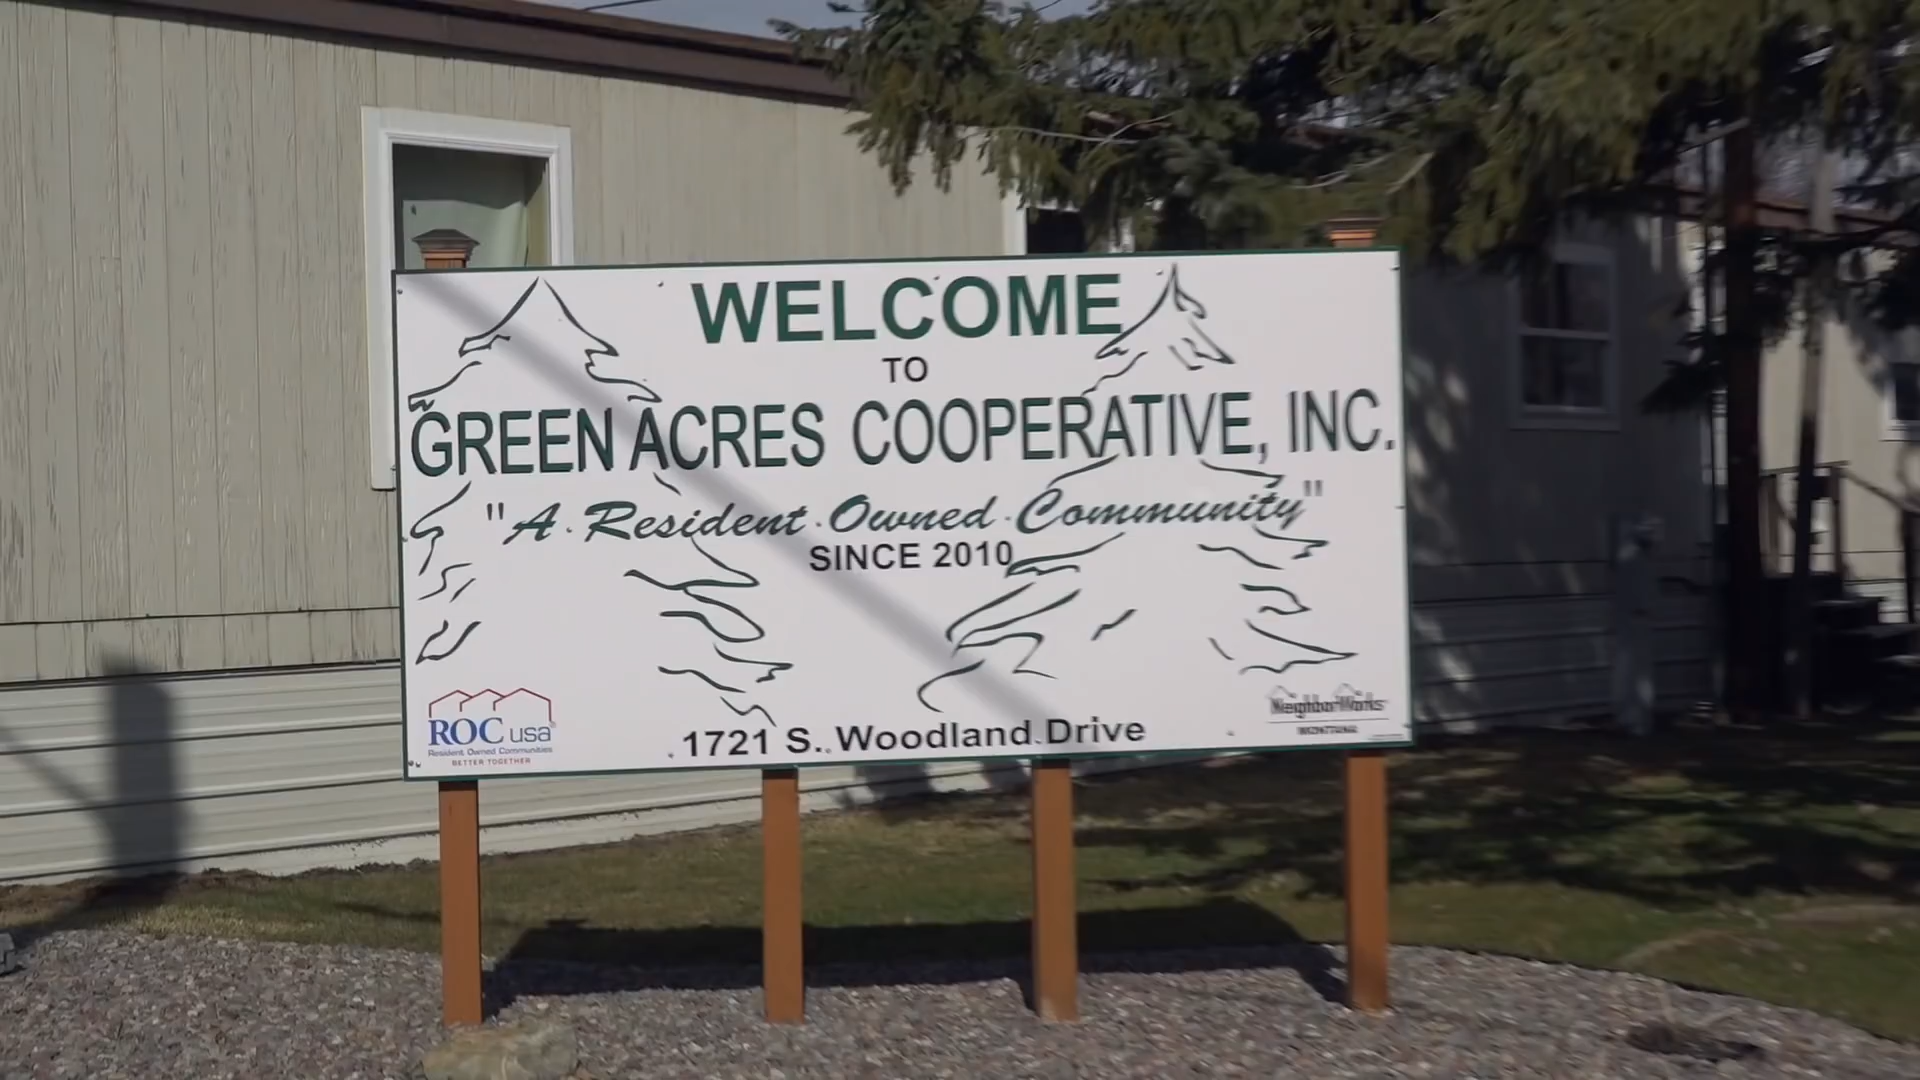 WELCOME
TO
GREEN ACRES COOPERATIVE, INC.
"A Resident Owned Community"
SINCE 2010
ROC usa®
Resident Owned Communities
BETTER TOGETHER
1721 S. Woodland Drive
NeighborWorks
MONTANA